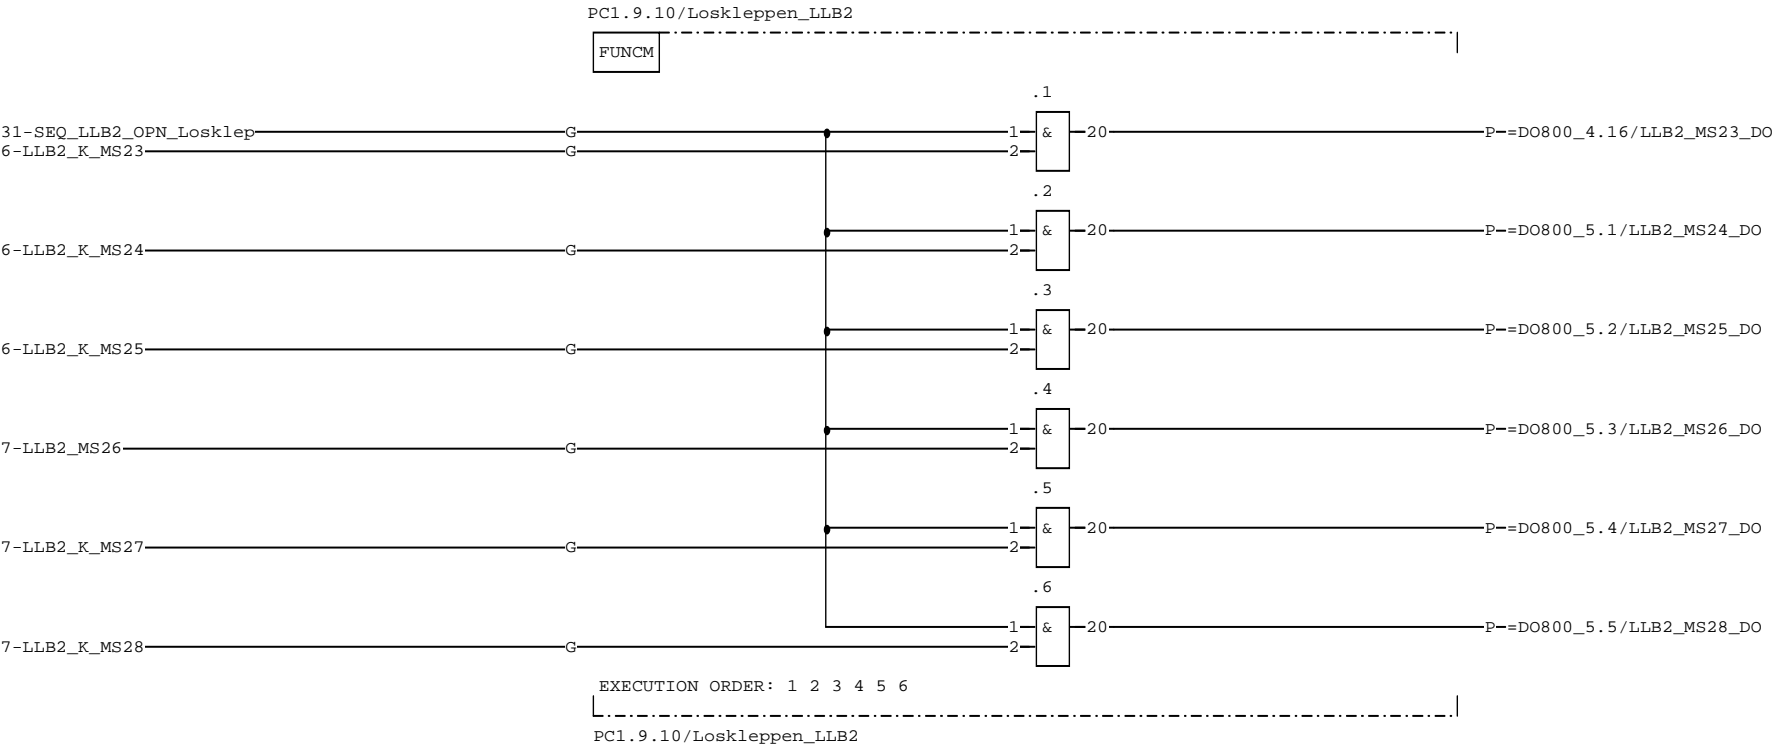 PC1.9.10/Loskleppen_LLB2
FUNCM
.1
31-SEQ_LLB2_OPN_Losklep G 1 & 20 P-=DO800_4.16/LLB2_MS23_DO
6-LLB2_K_MS23 G 2
.2
1 & 20 P-=DO800_5.1/LLB2_MS24_DO
6-LLB2_K_MS24 G 2
.3
1 & 20 P-=DO800_5.2/LLB2_MS25_DO
6-LLB2_K_MS25 G 2
.4
1 & 20 P-=DO800_5.3/LLB2_MS26_DO
7-LLB2_MS26 G 2
.5
1 & 20 P-=DO800_5.4/LLB2_MS27_DO
7-LLB2_K_MS27 G 2
.6
1 & 20 P-=DO800_5.5/LLB2_MS28_DO
7-LLB2_K_MS28 G 2
EXECUTION ORDER: 1 2 3 4 5 6
PC1.9.10/Loskleppen_LLB2